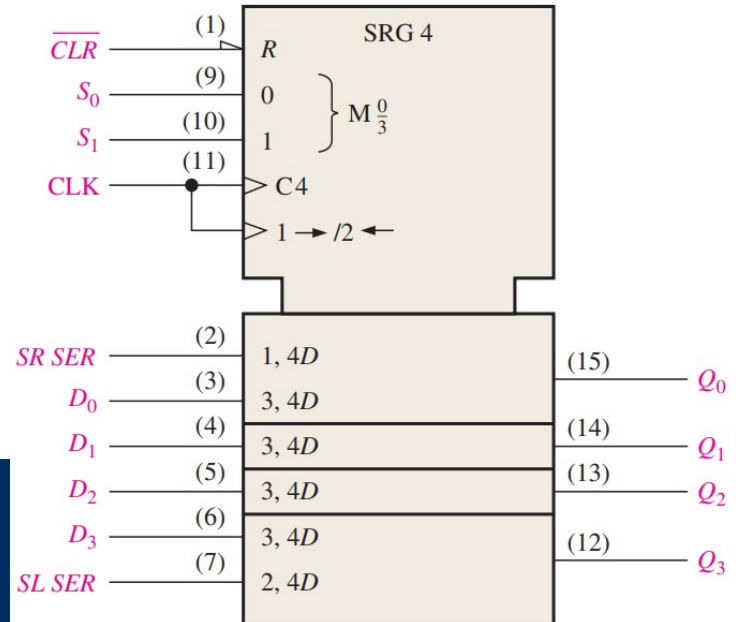 SRG 4
CLR (1) R
S0 (9) 0
M 0/3
S1 (10) 1
CLK (11) C4
1 → /2 ←
SR SER (2) 1, 4D
D0 (3) 3, 4D
(15) Q0
D1 (4) 3, 4D
(14) Q1
D2 (5) 3, 4D
(13) Q2
D3 (6) 3, 4D
(12) Q3
SL SER (7) 2, 4D